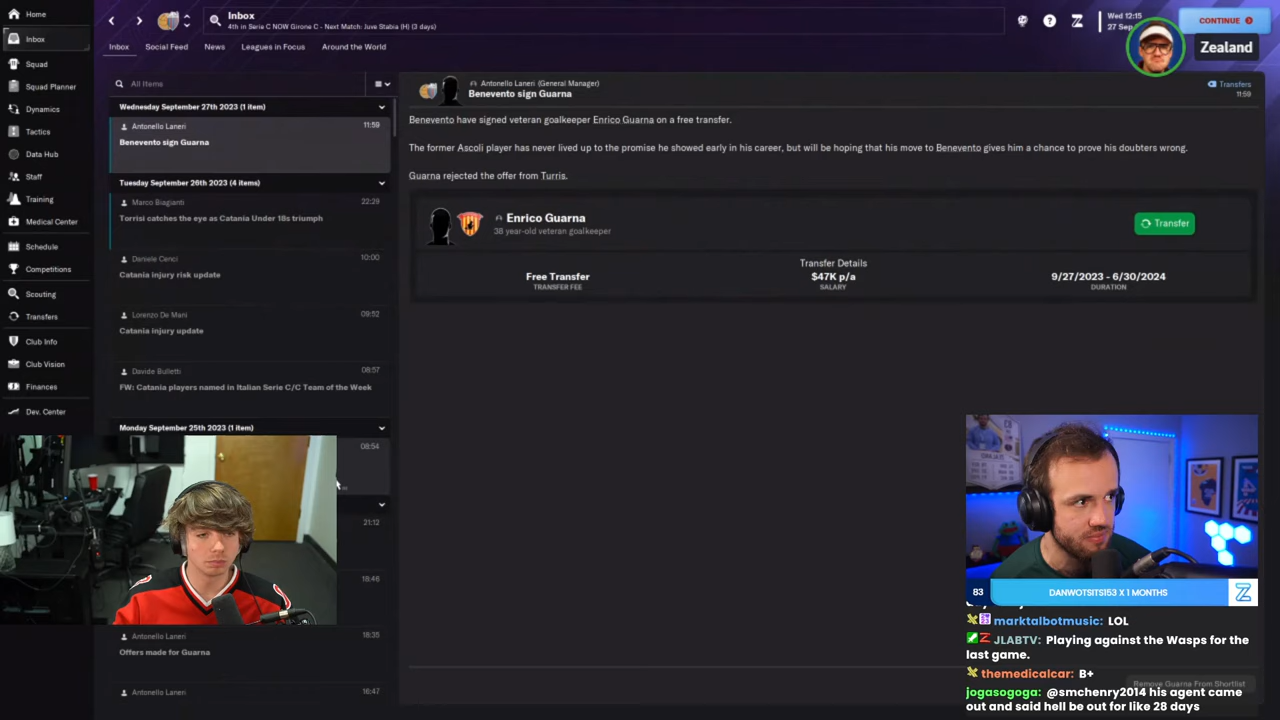 Home
Inbox
Squad
Squad Planner
Dynamics
Tactics
Data Hub
Staff
Training
Medical Center
Schedule
Competitions
Scouting
Transfers
Club Info
Club Vision
Finances
Dev. Center
Inbox
4th in Serie C NOW Girone C - Next Match: Juve Stabia (H) (3 days)
Wed 12:15
27 Sep
CONTINUE
Zealand
Inbox
Social Feed
News
Leagues in Focus
Around the World
All Items
Wednesday September 27th 2023 (1 item)
Antonello Laneri 11:59
Benevento sign Guarna
Tuesday September 26th 2023 (4 items)
Marco Biagianti 22:29
Torrisi catches the eye as Catania Under 18s triumph
Daniele Cenci 10:00
Catania injury risk update
Lorenzo De Mani 09:52
Catania injury update
Davide Bulletti 08:57
FW: Catania players named in Italian Serie C/C Team of the Week
Monday September 25th 2023 (1 item)
08:54
21:12
18:46
Antonello Laneri 18:35
Offers made for Guarna
Antonello Laneri 16:47
Antonello Laneri (General Manager)
Benevento sign Guarna
Transfers
11:59
Benevento have signed veteran goalkeeper Enrico Guarna on a free transfer.
The former Ascoli player has never lived up to the promise he showed early in his career, but will be hoping that his move to Benevento gives him a chance to prove his doubters wrong.
Guarna rejected the offer from Turris.
Enrico Guarna
38 year-old veteran goalkeeper
Transfer
Transfer Details
Free Transfer
TRANSFER FEE
$47K p/a
SALARY
9/27/2023 - 6/30/2024
DURATION
83 DANWOTSITS153 X 1 MONTHS Z
marktalbotmusic: LOL
JLABTV: Playing against the Wasps for the
last game.
themedicalcar: B+
jogasogoga: @smchenry2014 his agent came
out and said hell be out for like 28 days
Remove Guarna From Shortlist